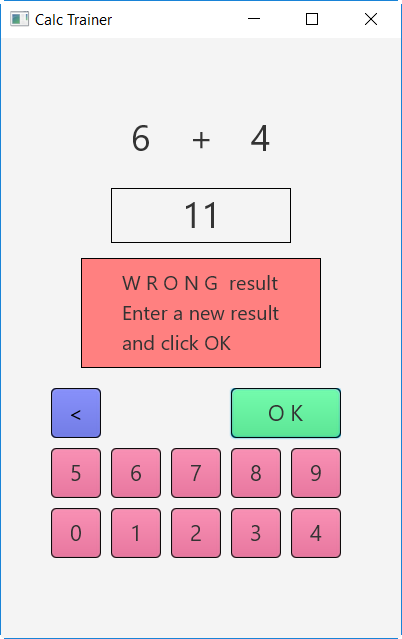 Calc Trainer
6 + 4
11
W R O N G result
Enter a new result
and click OK
< O K
5 6 7 8 9
0 1 2 3 4